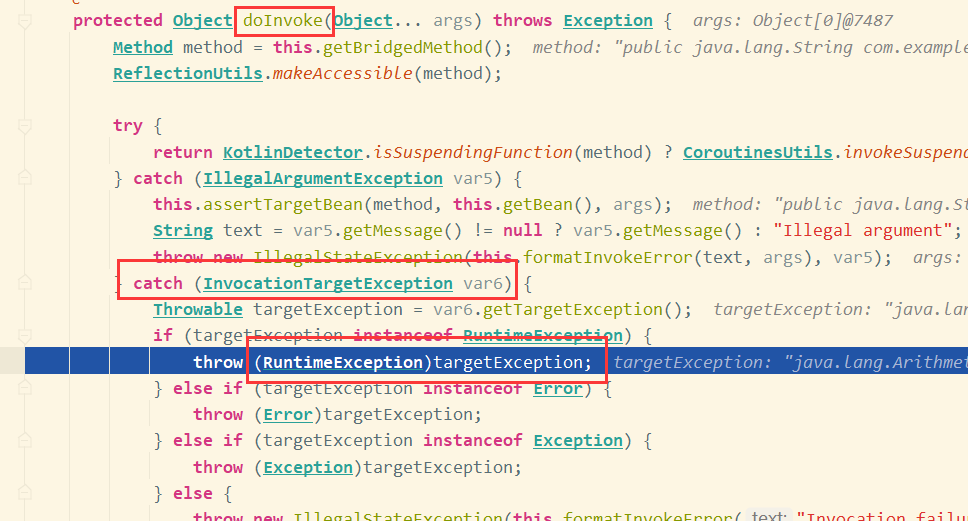 protected Object doInvoke(Object... args) throws Exception { args: Object[0]@7487
Method method = this.getBridgedMethod(); method: "public java.lang.String com.example
ReflectionUtils.makeAccessible(method);
try {
return KotlinDetector.isSuspendingFunction(method) ? CoroutinesUtils.invokeSuspend
} catch (IllegalArgumentException var5) {
this.assertTargetBean(method, this.getBean(), args); method: "public java.lang.St
String text = var5.getMessage() != null ? var5.getMessage() : "Illegal argument";
throw new IllegalStateException(this.formatInvokeError(text, args), var5); args:
} catch (InvocationTargetException var6) {
Throwable targetException = var6.getTargetException(); targetException: "java.lan
if (targetException instanceof RuntimeException) {
throw (RuntimeException)targetException; targetException: "java.lang.Arithmet
} else if (targetException instanceof Error) {
throw (Error)targetException;
} else if (targetException instanceof Exception) {
throw (Exception)targetException;
} else {
throw new IllegalStateException(this.formatInvokeError( text: "Invocation failu